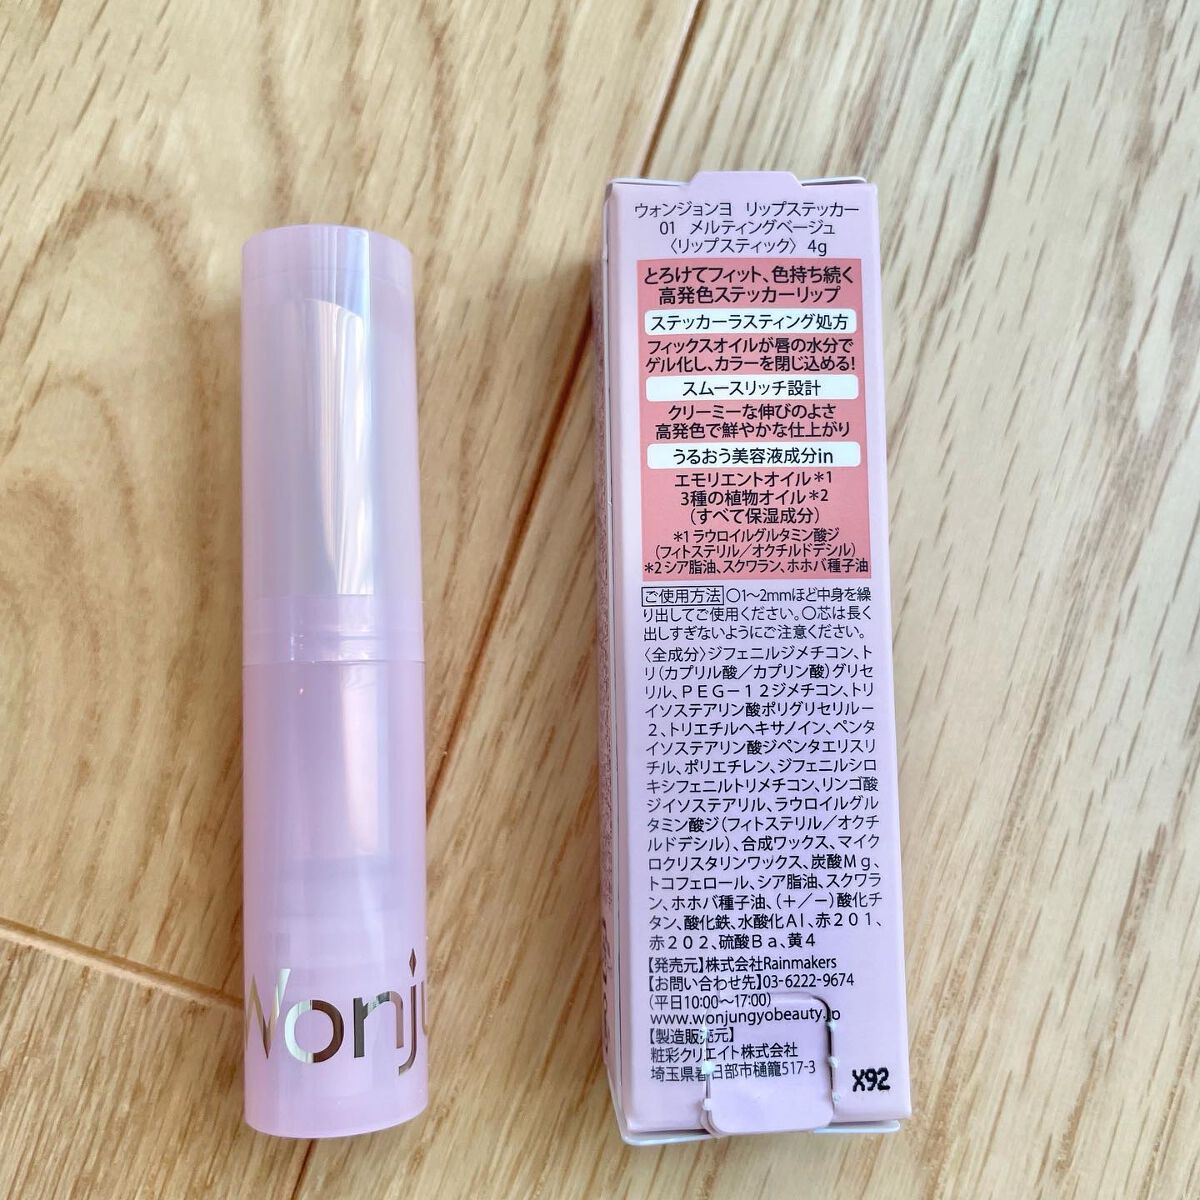 Wonju
ウォンジョンヨ リップステッカー
01 メルティングベージュ
〈リップスティック〉 4g
とろけてフィット、色持ち続く
高発色ステッカーリップ
ステッカーラスティング処方
フィックスオイルが唇の水分で
ゲル化し、カラーを閉じ込める!
スムースリッチ設計
クリーミーな伸びのよさ
高発色で鮮やかな仕上がり
うるおう美容液成分in
エモリエントオイル*1
3種の植物オイル*2
(すべて保湿成分)
*1 ラウロイルグルタミン酸ジ
(フィトステリル/オクチルドデシル)
*2 シア脂油、スクワラン、ホホバ種子油
ご使用方法 ○1~2mmほど中身を繰
り出してご使用ください。○芯は長く
出しすぎないようにご注意ください。
〈全成分〉ジフェニルジメチコン、ト
リ(カプリル酸/カプリン酸)グリセ
リル、PEG-12ジメチコン、トリ
イソステアリン酸ポリグリセリル-
2、トリエチルヘキサノイン、ペンタ
イソステアリン酸ジペンタエリスリ
チル、ポリエチレン、ジフェニルシロ
キシフェニルトリメチコン、リンゴ酸
ジイソステアリル、ラウロイルグル
タミン酸ジ(フィトステリル/オクチ
ルドデシル)、合成ワックス、マイク
ロクリスタリンワックス、炭酸Mg、
トコフェロール、シア脂油、スクワラ
ン、ホホバ種子油、(+/-)酸化チ
タン、酸化鉄、水酸化Al、赤201、
赤202、硫酸Ba、黄4
【発売元】株式会社Rainmakers
【お問い合わせ先】03-6222-9674
(平日10:00~17:00)
www.wonjungyobeauty.jp
【製造販売元】
粧彩クリエイト株式会社
埼玉県春日部市樋籠517-3
X92